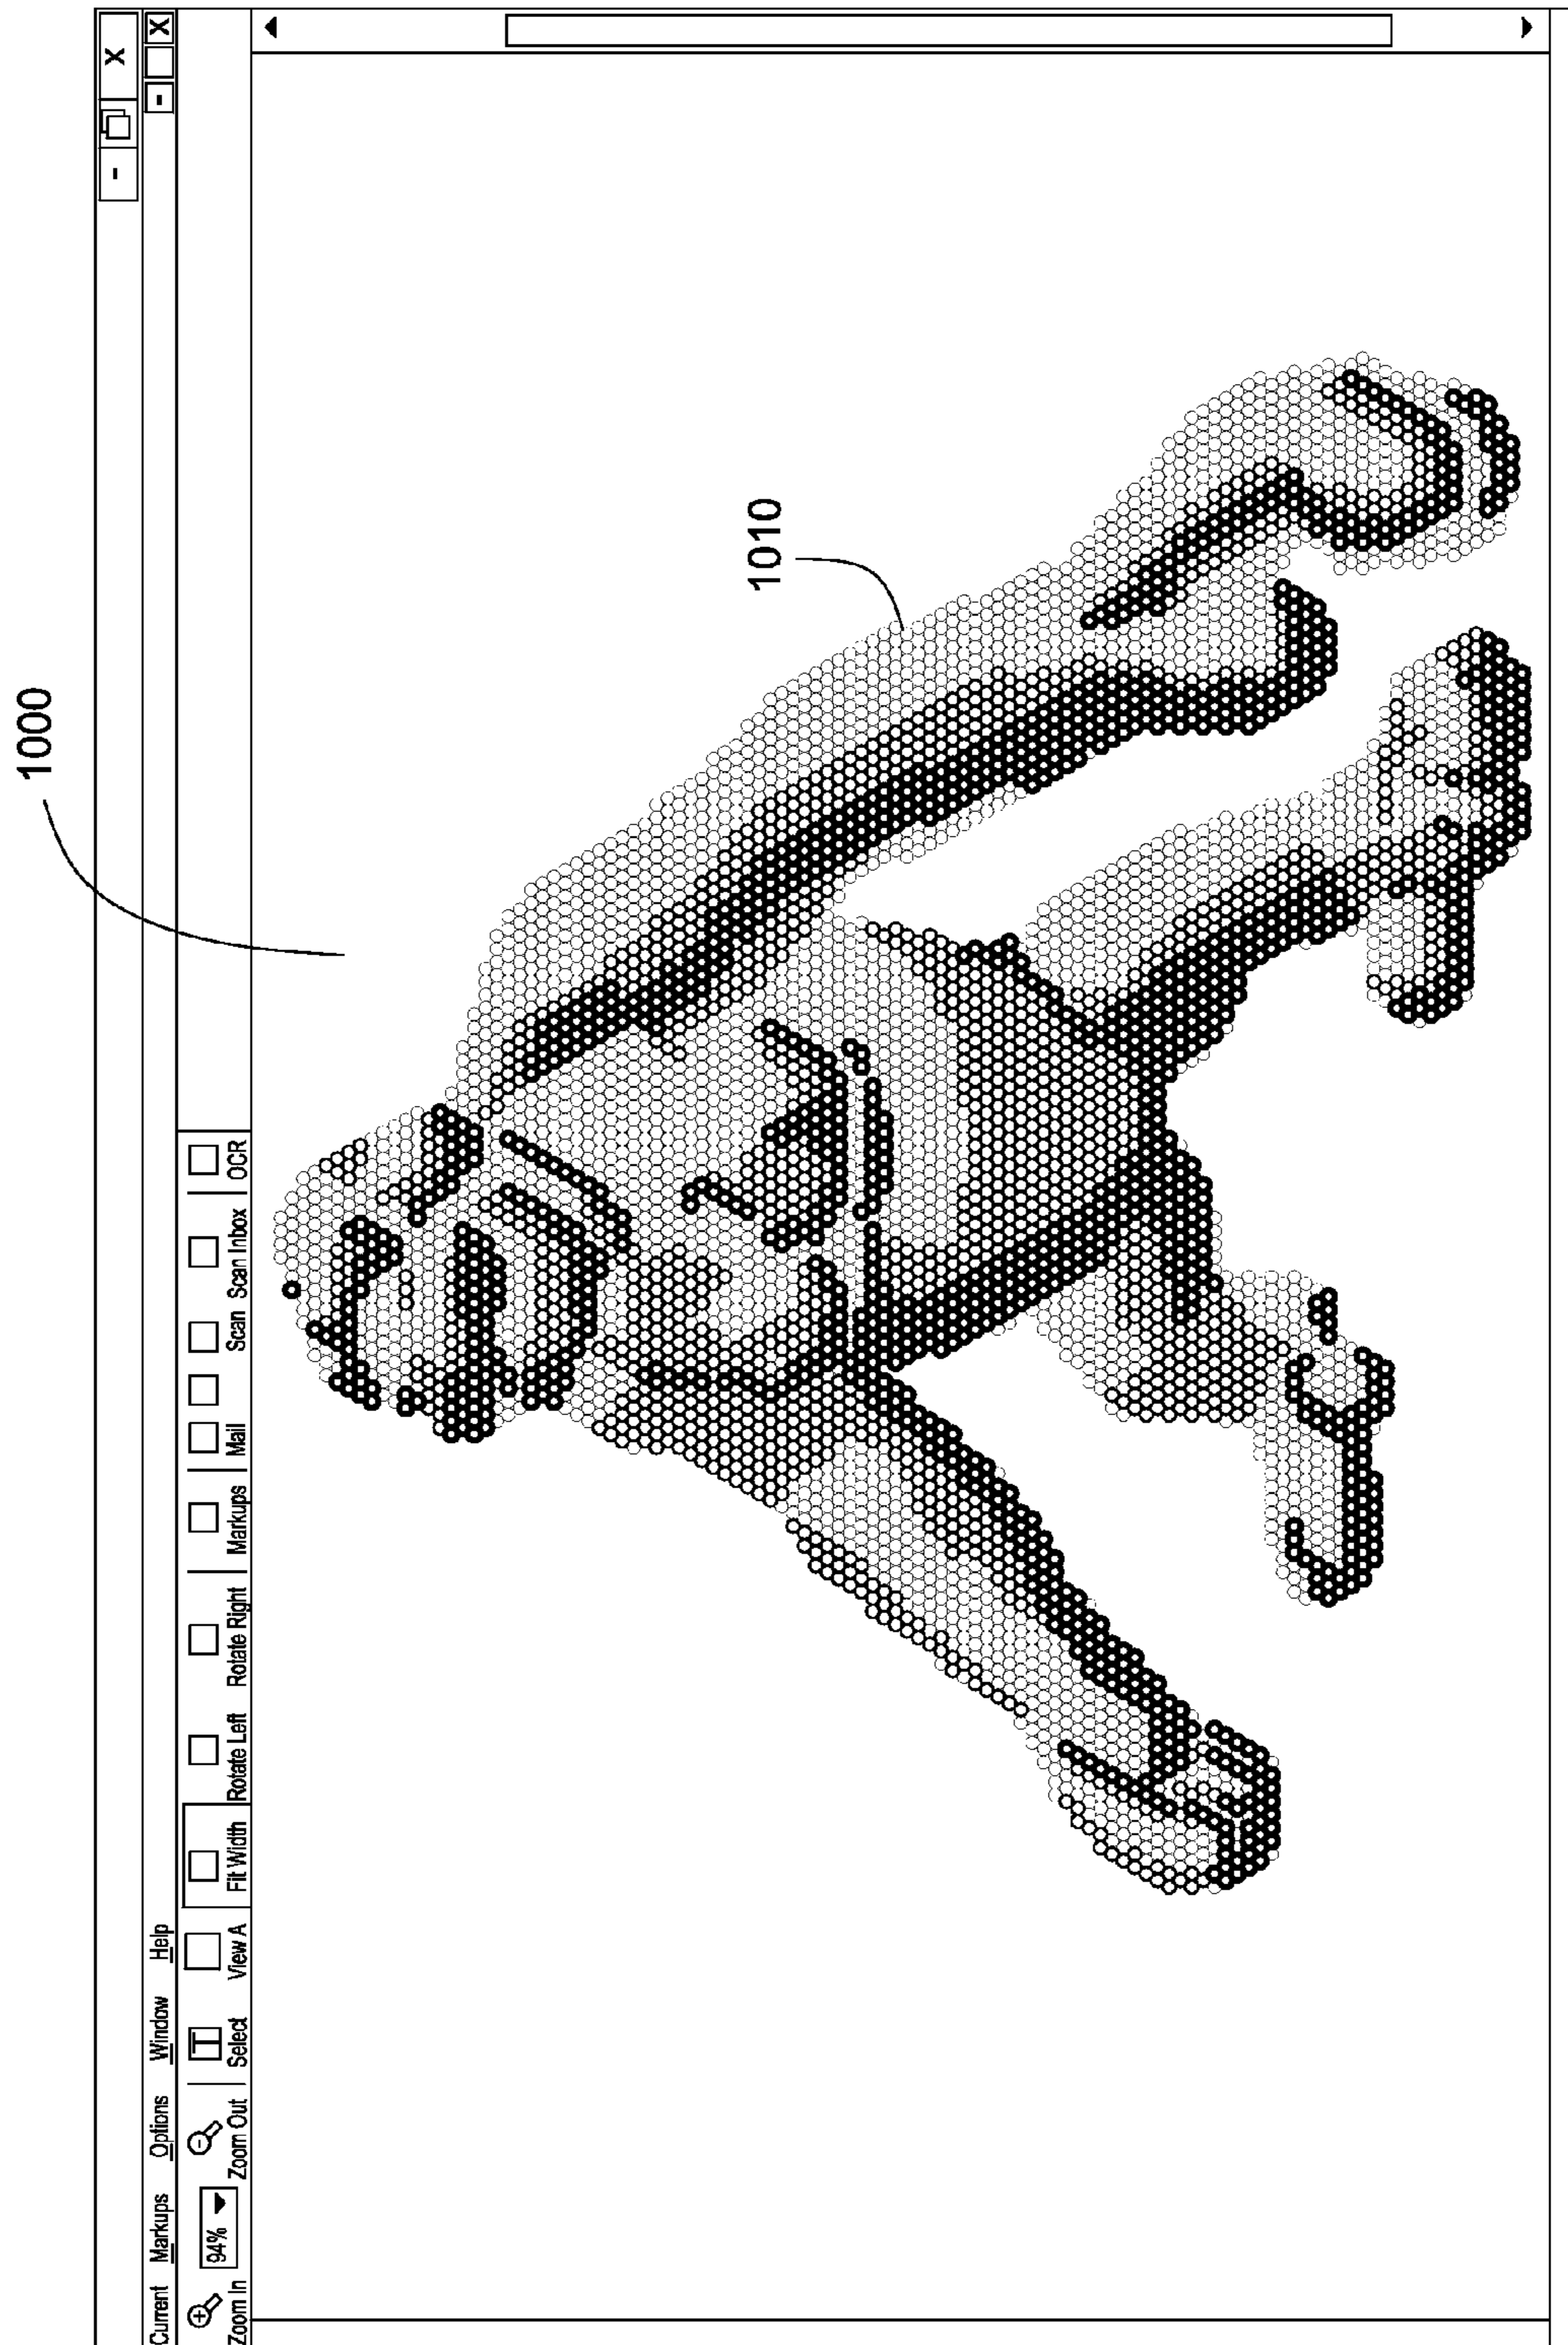 1000
- X
Current Markups Options Window Help - X
94%
Zoom In Zoom Out Select View A Fit Width Rotate Left Rotate Right Markups Mail Scan Scan Inbox OCR
1010